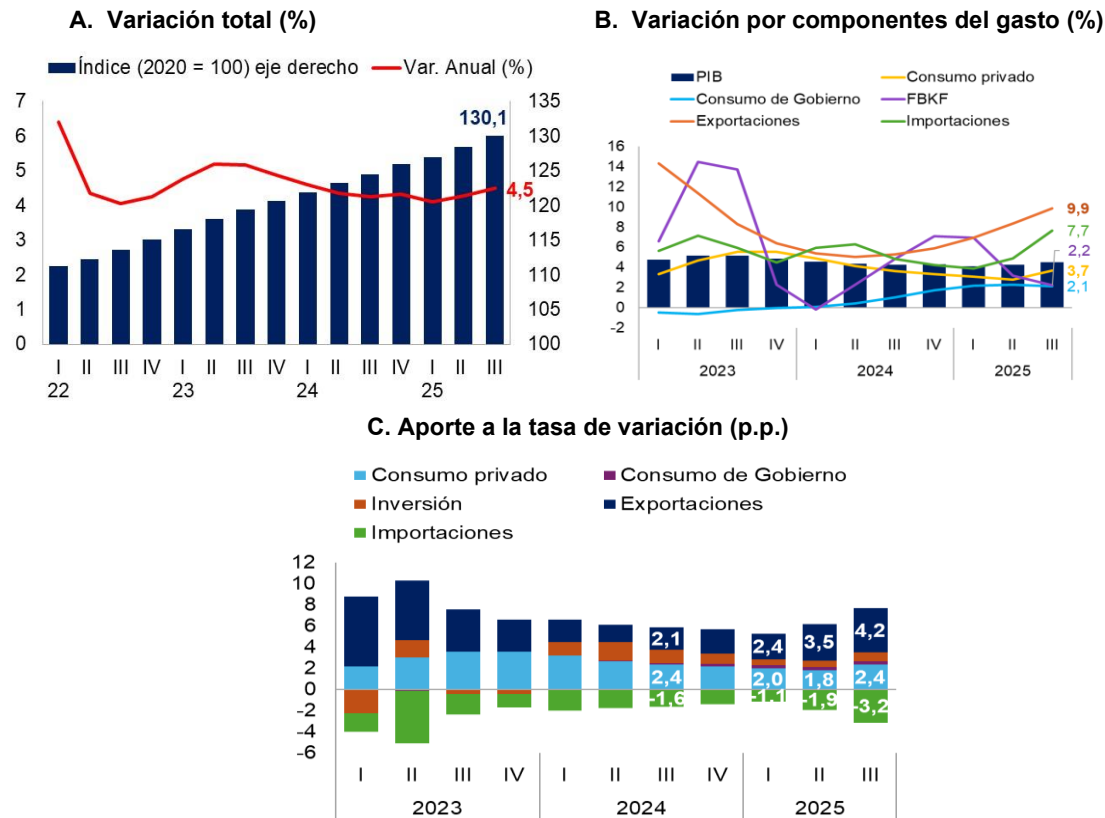 A. Variación total (%)
Índice (2020 = 100) eje derecho Var. Anual (%)
7 135
6 130
5 125
4 120
3 115
2 110
1 105
0 100
130,1
4,5
I II III IV I II III IV I II III IV I II III
22 23 24 25
B. Variación por componentes del gasto (%)
PIB Consumo privado
Consumo de Gobierno FBKF
Exportaciones Importaciones
16
14
12
10
8
6
4
2
0
-2
9,9
7,7
2,2
3,7
2,1
I II III IV I II III IV I II III
2023 2024 2025
C. Aporte a la tasa de variación (p.p.)
Consumo privado Consumo de Gobierno
Inversión Exportaciones
Importaciones
12
10
8
6
4
2
0
-2
-4
-6
2,1 2,4 3,5 4,2
2,4 2,0 1,8 2,4
-1,6 -1,1 -1,9 -3,2
I II III IV I II III IV I II III
2023 2024 2025